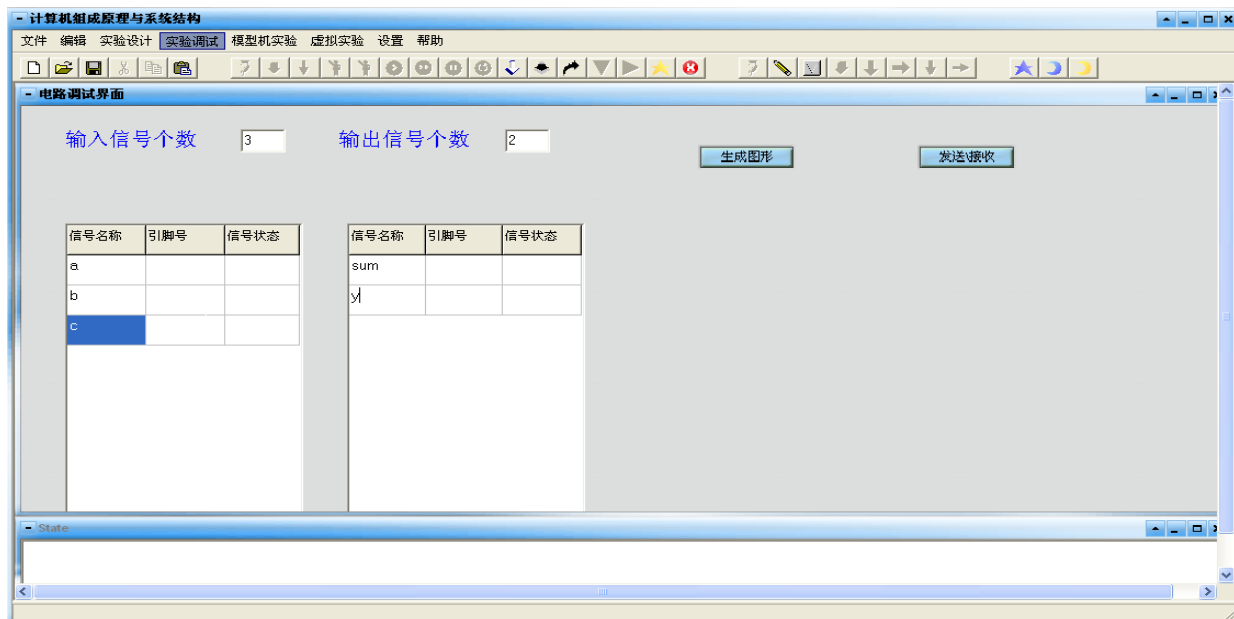 计算机组成原理与系统结构
文件 编辑 实验设计 实验调试 模型机实验 虚拟实验 设置 帮助
电路调试界面
输入信号个数 3 输出信号个数 2
生成图形 发送\接收
信号名称 引脚号 信号状态 信号名称 引脚号 信号状态
a sum
b y
c
State